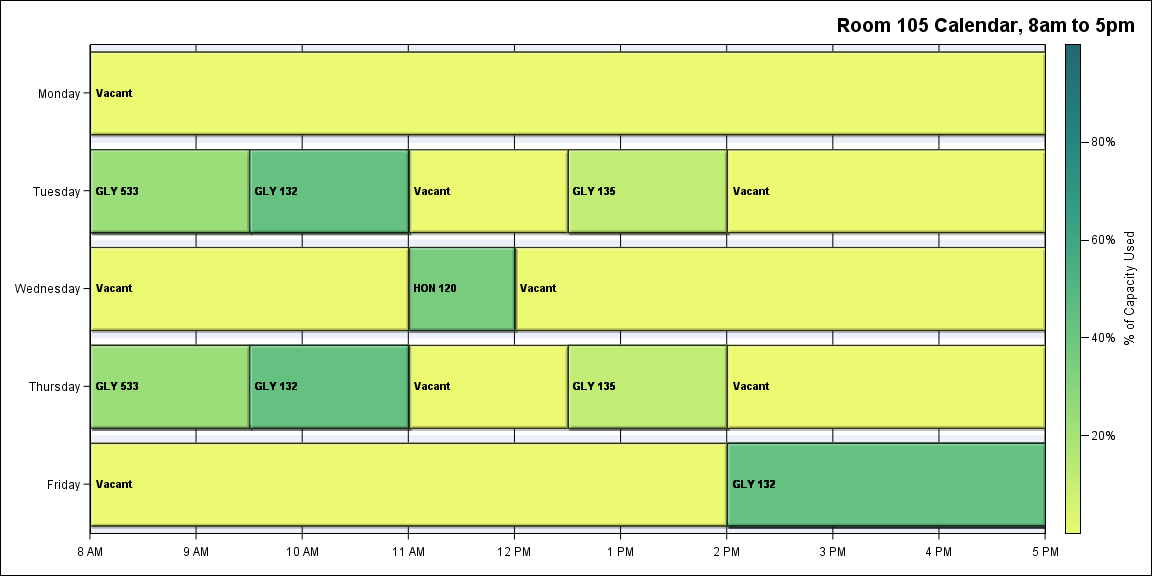 Room 105 Calendar, 8am to 5pm
Monday
Vacant
Tuesday
GLY 533
GLY 132
Vacant
GLY 135
Vacant
Wednesday
Vacant
HON 120
Vacant
Thursday
GLY 533
GLY 132
Vacant
GLY 135
Vacant
Friday
Vacant
GLY 132
8 AM
9 AM
10 AM
11 AM
12 PM
1 PM
2 PM
3 PM
4 PM
5 PM
80%
60%
40%
20%
% of Capacity Used